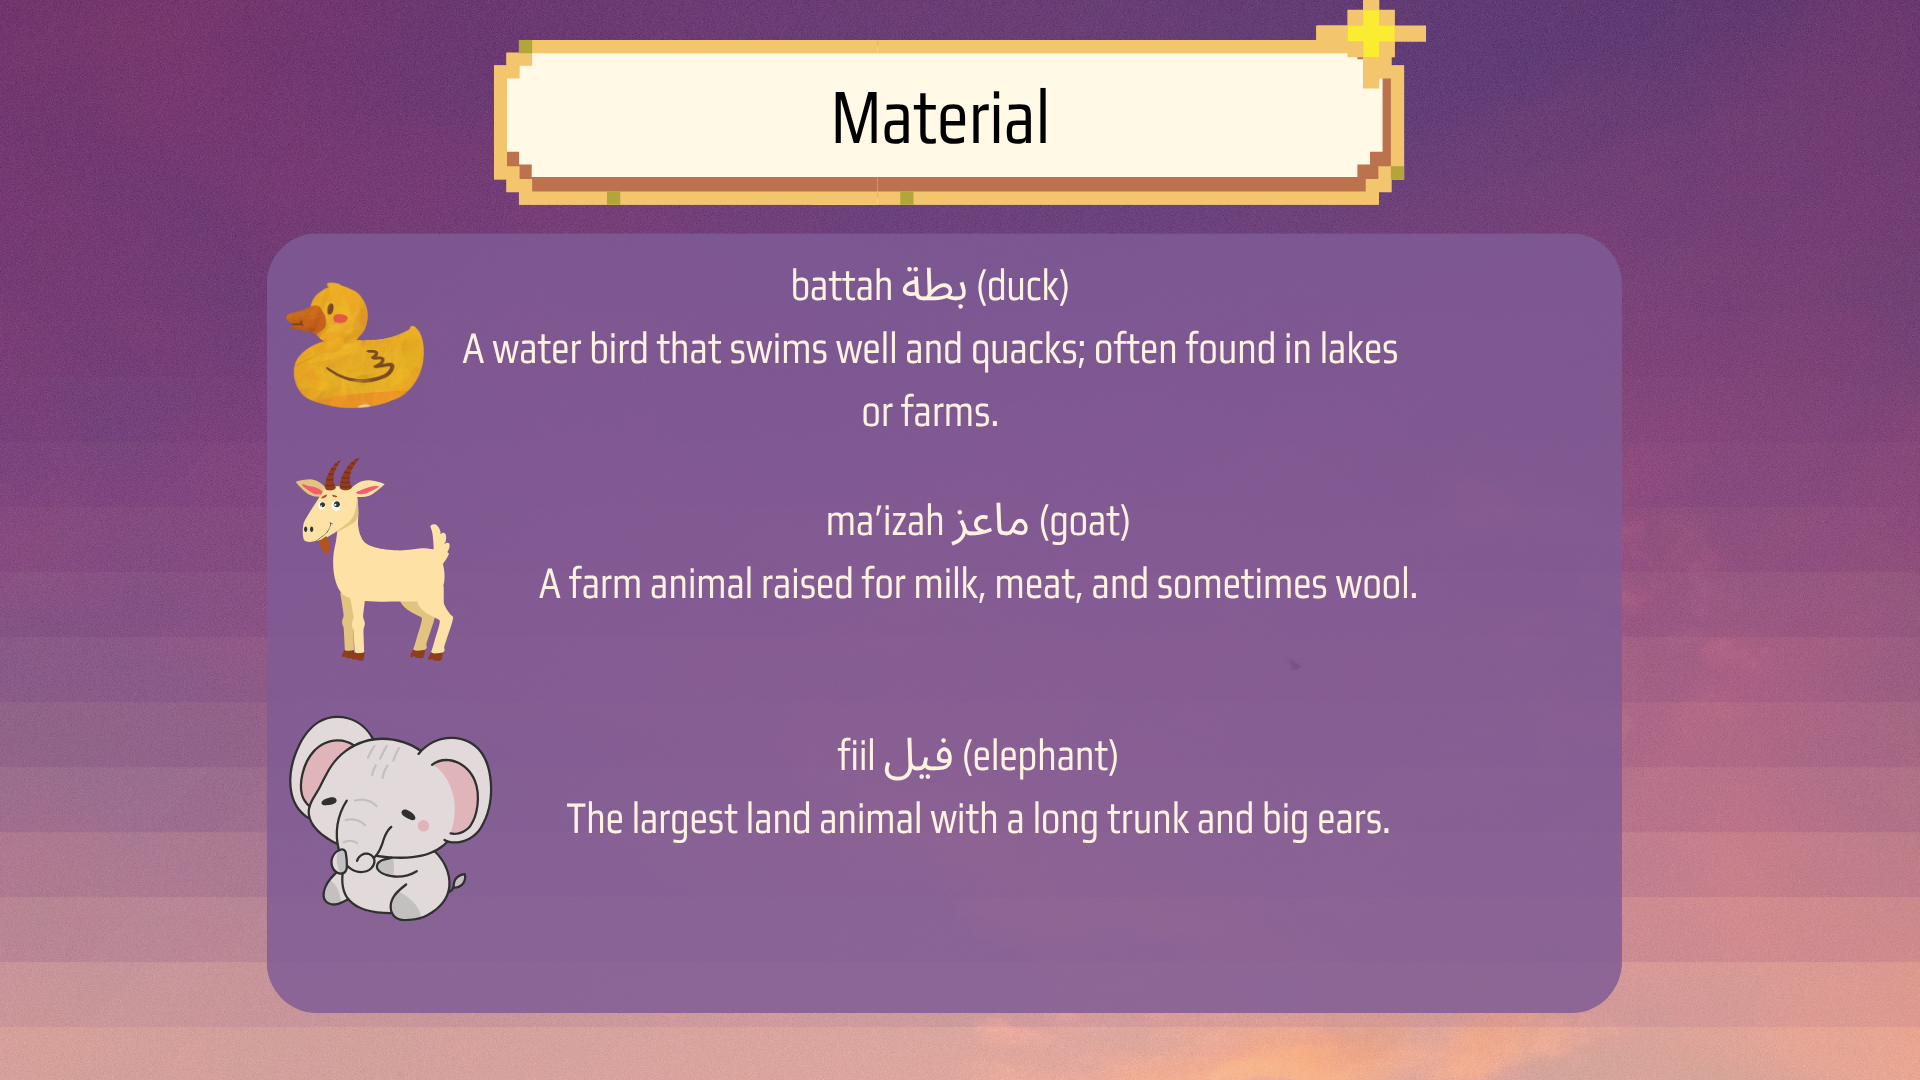 Material
battah بطة (duck)
A water bird that swims well and quacks; often found in lakes
or farms.
ma’izah ماعز (goat)
A farm animal raised for milk, meat, and sometimes wool.
fiil فيل (elephant)
The largest land animal with a long trunk and big ears.